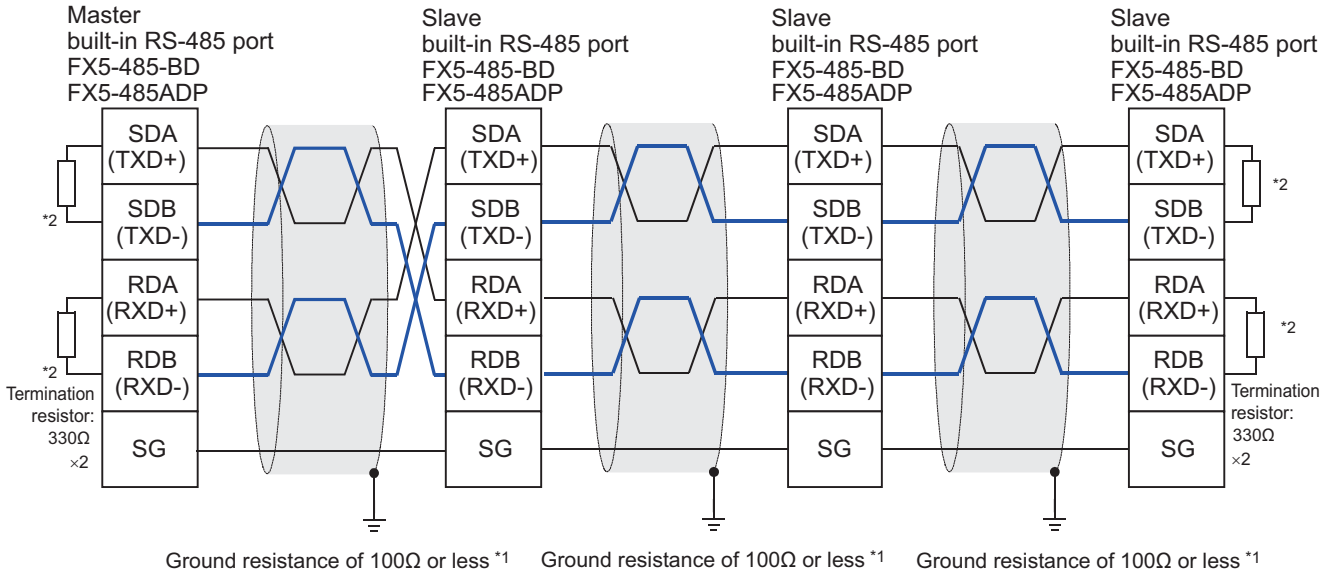 Master
built-in RS-485 port
FX5-485-BD
FX5-485ADP
Slave
built-in RS-485 port
FX5-485-BD
FX5-485ADP
Slave
built-in RS-485 port
FX5-485-BD
FX5-485ADP
Slave
built-in RS-485 port
FX5-485-BD
FX5-485ADP
*2
*2
Termination
resistor:
330Ω
×2
SDA
(TXD+)
SDB
(TXD-)
RDA
(RXD+)
RDB
(RXD-)
SG
SDA
(TXD+)
SDB
(TXD-)
RDA
(RXD+)
RDB
(RXD-)
SG
SDA
(TXD+)
SDB
(TXD-)
RDA
(RXD+)
RDB
(RXD-)
SG
SDA
(TXD+)
SDB
(TXD-)
RDA
(RXD+)
RDB
(RXD-)
SG
*2
*2
Termination
resistor:
330Ω
×2
Ground resistance of 100Ω or less *1
Ground resistance of 100Ω or less *1
Ground resistance of 100Ω or less *1